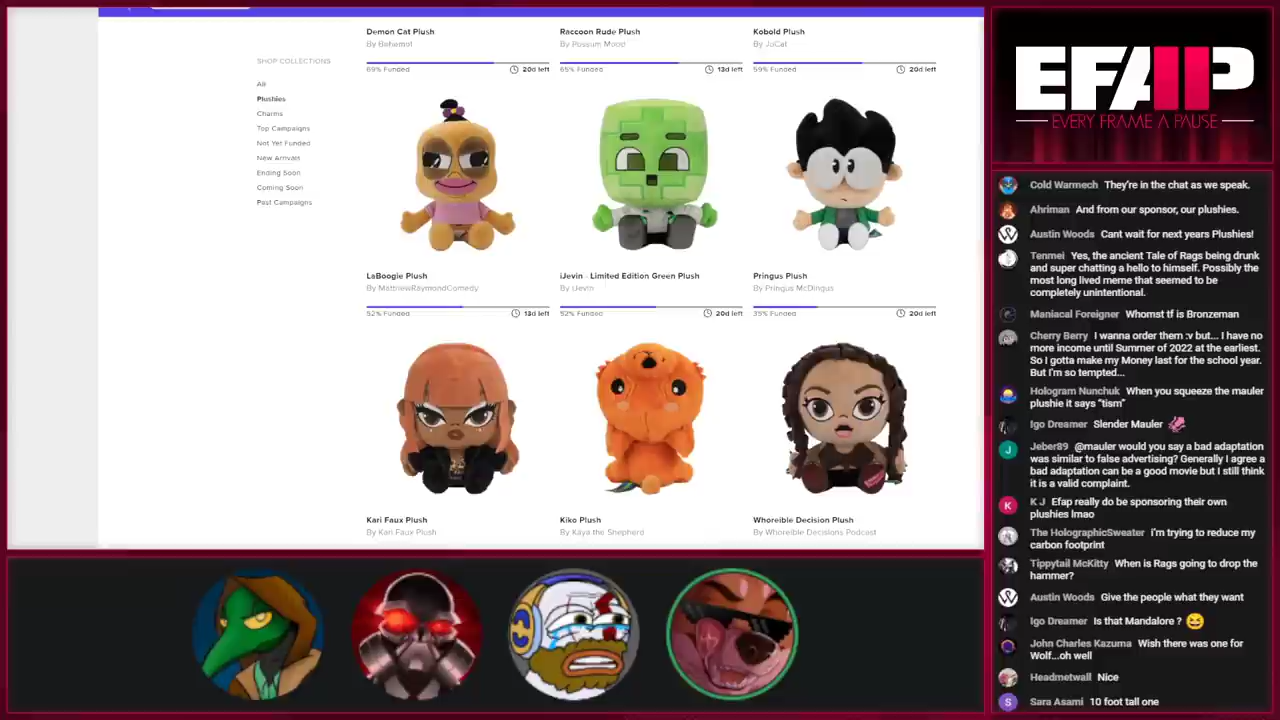 Demon Cat Plush
By Behemot
69% Funded
20d left
Raccoon Rude Plush
By Possum Mood
65% Funded
13d left
Kobold Plush
By JoCat
59% Funded
20d left
SHOP COLLECTIONS
All
Plushies
Charms
Top Campaigns
Not Yet Funded
New Arrivals
Ending Soon
Coming Soon
Past Campaigns
LaBoogie Plush
By MatthewRaymondComedy
52% Funded
13d left
iJevin - Limited Edition Green Plush
By iJevin
52% Funded
20d left
Pringus Plush
By Pringus McDingus
35% Funded
20d left
Kari Faux Plush
By Kari Faux Plush
Kiko Plush
By Kaya the Shepherd
Whoreible Decision Plush
By Whoreible Decisions Podcast
EFAP
EVERY FRAME A PAUSE
Cold Warmech They're in the chat as we speak.
Ahriman And from our sponsor, our plushies.
Austin Woods Cant wait for next years Plushies!
Tenmei Yes, the ancient Tale of Rags being drunk
and super chatting a hello to himself. Possibly the
most long lived meme that seemed to be
completely unintentional.
Maniacal Foreigner Whomst tf is Bronzeman
Cherry Berry I wanna order them :v but... I have no
more income until Summer of 2022 at the earliest.
So I gotta make my Money last for the school year.
But I'm so tempted...
Hologram Nunchuk When you squeeze the mauler
plushie it says "tism"
Igo Dreamer Slender Mauler
Jeber89 @mauler would you say a bad adaptation
was similar to false advertising? Generally I agree a
bad adaptation can be a good movie but I still think
it is a valid complaint.
K J Efap really do be sponsoring their own
plushies lmao
The HolographicSweater i'm trying to reduce my
carbon footprint
Tippytail McKitty When is Rags going to drop the
hammer?
Austin Woods Give the people what they want
Igo Dreamer Is that Mandalore ? 😆
John Charles Kazuma Wish there was one for
Wolf...oh well
Headmetwall Nice
Sara Asami 10 foot tall one